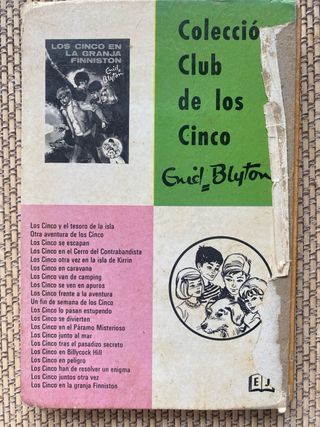 LOS CINCO EN
LA GRANJA
FINNISTON
Enid
Blyton
Colecció
Club
de los
Cinco
Enid Blyton
Los Cinco y el tesoro de la isla
Otra aventura de los Cinco
Los Cinco se escapan
Los Cinco en el Cerro del Contrabandista
Los Cinco otra vez en la isla de Kirrin
Los Cinco en caravana
Los Cinco van de camping
Los Cinco se ven en apuros
Los Cinco frente a la aventura
Un fin de semana de los Cinco
Los Cinco lo pasan estupendo
Los Cinco se divierten
Los Cinco en el Páramo Misterioso
Los Cinco junto al mar
Los Cinco tras el pasadizo secreto
Los Cinco en Billycock Hill
Los Cinco en peligro
Los Cinco han de resolver un enigma
Los Cinco juntos otra vez
Los Cinco en la granja Finniston
E J